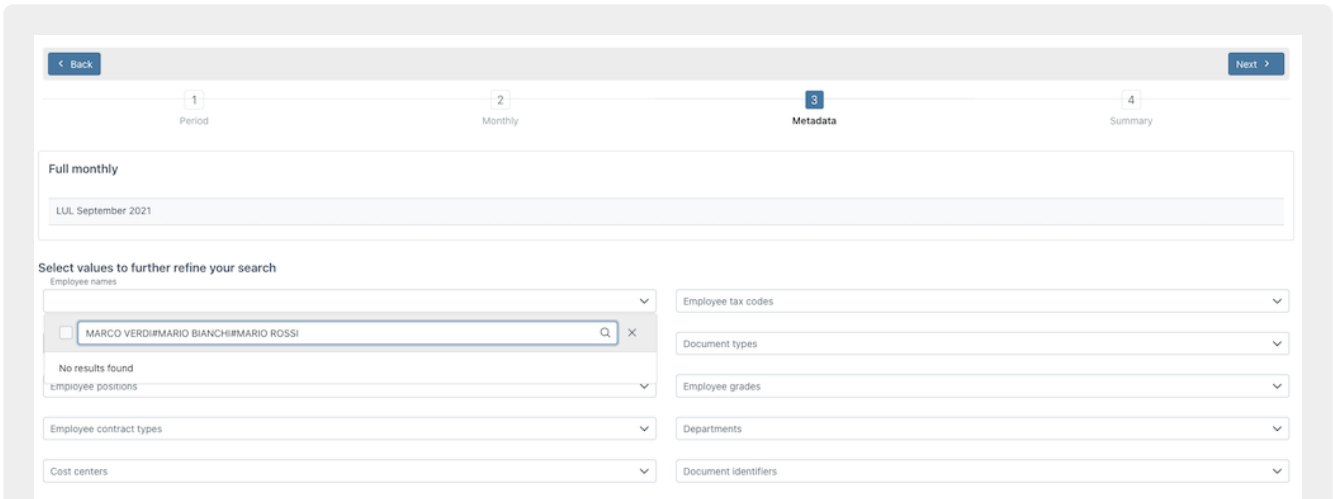 Back
Next
1
2
3
4
Period
Monthly
Metadata
Summary
Full monthly
LUL September 2021
Select values to further refine your search
Employee names
Employee tax codes
MARCO VERDI#MARIO BIANCHI#MARIO ROSSI
Document types
No results found
Employee positions
Employee grades
Employee contract types
Departments
Cost centers
Document identifiers